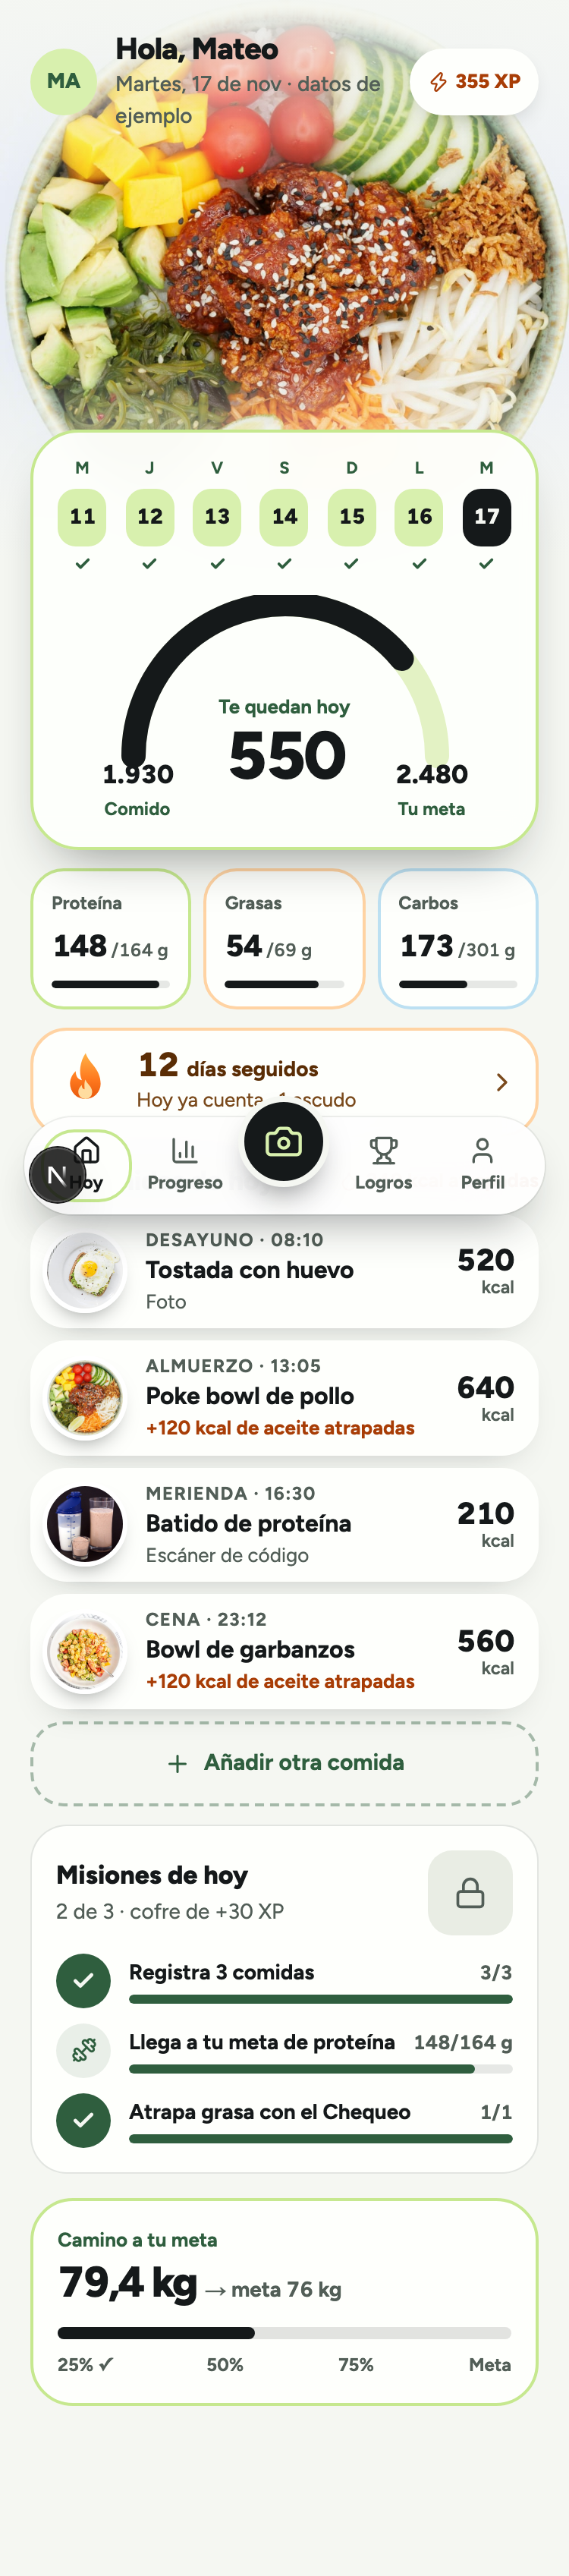 MA
Hola, Mateo
Martes, 17 de nov · datos de
ejemplo
355 XP
M J V S D L M
11 12 13 14 15 16 17
Te quedan hoy
550
1.930
Comido
2.480
Tu meta
Proteína
148 /164 g
Grasas
54 /69 g
Carbos
173 /301 g
12 días seguidos
Hoy ya cuenta · 1 escudo
N
Hoy
Progreso
Logros
Perfil
DESAYUNO · 08:10
Tostada con huevo
Foto
520
kcal
ALMUERZO · 13:05
Poke bowl de pollo
+120 kcal de aceite atrapadas
640
kcal
MERIENDA · 16:30
Batido de proteína
Escáner de código
210
kcal
CENA · 23:12
Bowl de garbanzos
+120 kcal de aceite atrapadas
560
kcal
+ Añadir otra comida
Misiones de hoy
2 de 3 · cofre de +30 XP
Registra 3 comidas 3/3
Llega a tu meta de proteína 148/164 g
Atrapa grasa con el Chequeo 1/1
Camino a tu meta
79,4 kg → meta 76 kg
25% ✓ 50% 75% Meta